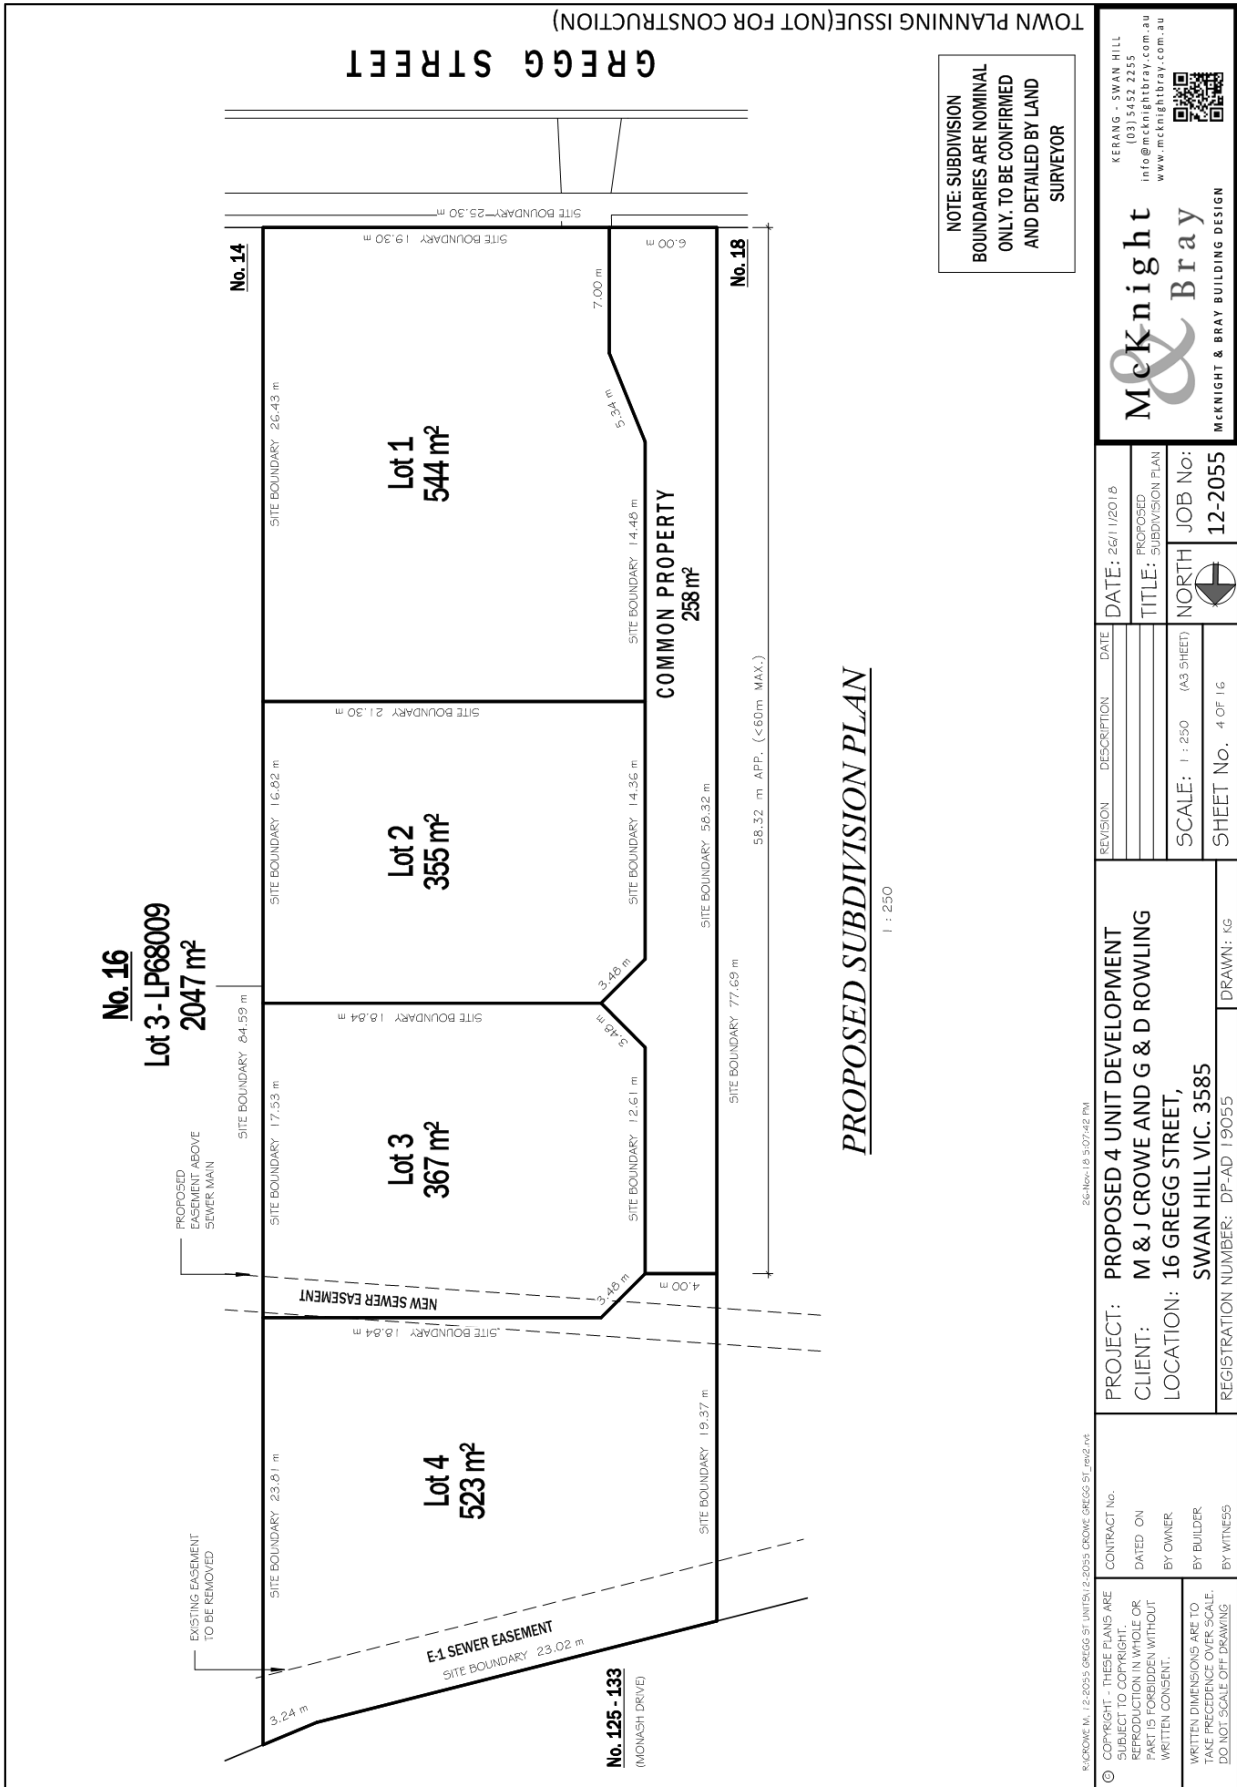 No. 16
Lot 3 - LP68009
2047 m²
PROPOSED
EASEMENT ABOVE
SEWER MAIN
EXISTING EASEMENT
TO BE REMOVED
SITE BOUNDARY 84.59 m
No. 14
SITE BOUNDARY 23.81 m
SITE BOUNDARY 17.53 m
SITE BOUNDARY 16.82 m
SITE BOUNDARY 26.43 m
3.24 m
E-1 SEWER EASEMENT
SITE BOUNDARY 23.02 m
Lot 4
523 m²
SITE BOUNDARY 18.84 m
NEW SEWER EASEMENT
Lot 3
367 m²
SITE BOUNDARY 18.84 m
Lot 2
355 m²
SITE BOUNDARY 21.30 m
Lot 1
544 m²
SITE BOUNDARY 19.30 m
SITE BOUNDARY 25.30 m
GREGG STREET
3.48 m
SITE BOUNDARY 12.61 m
3.48 m
3.48 m
SITE BOUNDARY 14.36 m
SITE BOUNDARY 14.48 m
5.34 m
7.00 m
6.00 m
4.00 m
COMMON PROPERTY
258 m²
SITE BOUNDARY 19.37 m
SITE BOUNDARY 58.32 m
SITE BOUNDARY 77.69 m
No. 18
58.32 m APP. (<60m MAX.)
No. 125 - 133
(MONASH DRIVE)
PROPOSED SUBDIVISION PLAN
1 : 250
NOTE: SUBDIVISION
BOUNDARIES ARE NOMINAL
ONLY. TO BE CONFIRMED
AND DETAILED BY LAND
SURVEYOR
TOWN PLANNING ISSUE(NOT FOR CONSTRUCTION)
R:\CROWE M, 12-2055 GREGG ST UNITS\12-2055 CROWE GREGG ST_rev2.rvt
26-Nov-18 5:07:42 PM
© COPYRIGHT - THESE PLANS ARE
SUBJECT TO COPYRIGHT.
REPRODUCTION IN WHOLE OR
PART IS FORBIDDEN WITHOUT
WRITTEN CONSENT.
WRITTEN DIMENSIONS ARE TO
TAKE PRECEDENCE OVER SCALE.
DO NOT SCALE OFF DRAWING
CONTRACT No.
DATED ON
BY OWNER
BY BUILDER
BY WITNESS
PROJECT: PROPOSED 4 UNIT DEVELOPMENT
CLIENT: M & J CROWE AND G & D ROWLING
LOCATION: 16 GREGG STREET,
SWAN HILL VIC. 3585
REGISTRATION NUMBER: DP-AD 19055
DRAWN: KG
REVISION DESCRIPTION DATE
SCALE: 1 : 250 (A3 SHEET)
SHEET No. 4 OF 16
DATE: 26/11/2018
TITLE: PROPOSED
SUBDIVISION PLAN
NORTH
JOB No:
12-2055
McKnight
& Bray
McKNIGHT & BRAY BUILDING DESIGN
KERANG - SWAN HILL
(03) 5452 2255
info@mcknightbray.com.au
www.mcknightbray.com.au